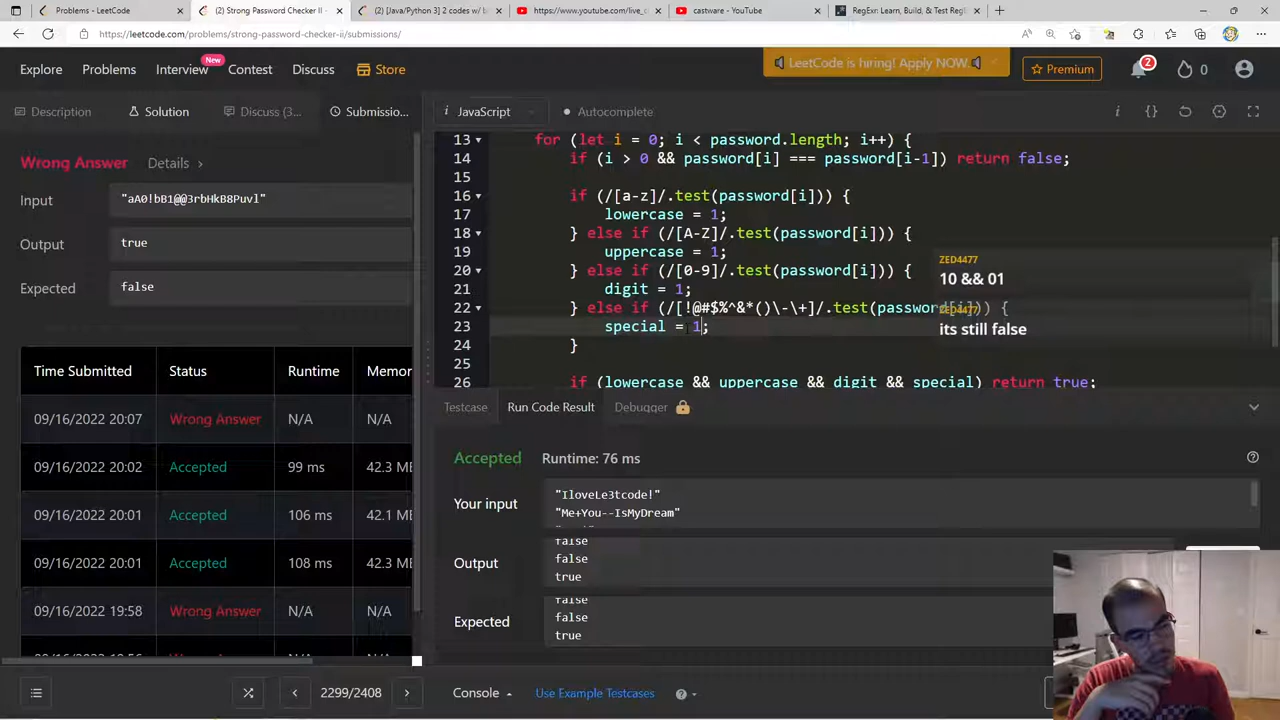 Problems - LeetCode
(2) Strong Password Checker II -
(2) [Java/Python 3] 2 codes w/ b
https://www.youtube.com/live_c
castware - YouTube
RegExr: Learn, Build, & Test Reg
https://leetcode.com/problems/strong-password-checker-ii/submissions/
Explore
Problems
Interview
New
Contest
Discuss
Store
LeetCode is hiring! Apply NOW.
Premium
2
0
Description
Solution
Discuss (3...
Submissio...
i JavaScript
Autocomplete
Wrong Answer
Details >
Input
"aA0!bB1@@3rbHkB8Puvl"
Output
true
Expected
false
Time Submitted Status Runtime Memor
09/16/2022 20:07 Wrong Answer N/A N/A
09/16/2022 20:02 Accepted 99 ms 42.3 ME
09/16/2022 20:01 Accepted 106 ms 42.1 ME
09/16/2022 20:01 Accepted 108 ms 42.3 ME
09/16/2022 19:58 Wrong Answer N/A N/A
13 for (let i = 0; i < password.length; i++) {
14 if (i > 0 && password[i] === password[i-1]) return false;
15
16 if (/[a-z]/.test(password[i])) {
17 lowercase = 1;
18 } else if (/[A-Z]/.test(password[i])) {
19 uppercase = 1;
20 } else if (/[0-9]/.test(password[i])) {
21 digit = 1;
22 } else if (/[!@#$%^&*()\-\+]/.test(password[i])) {
23 special = 1;
24 }
25
26 if (lowercase && uppercase && digit && special) return true;
ZED4477
10 && 01
ZED4477
its still false
Testcase
Run Code Result
Debugger
Accepted
Runtime: 76 ms
Your input
"IloveLe3tcode!"
"Me+You--IsMyDream"
Output
false
false
true
Expected
false
false
true
2299/2408
Console
Use Example Testcases